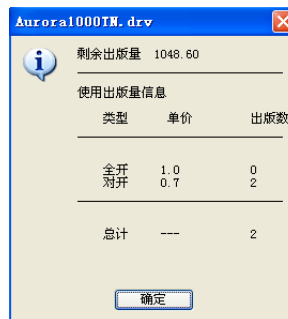 Aurora1000TN.drv
剩余出版量 1048.60
使用出版量信息
类型 单价 出版数
全开 1.0 0
对开 0.7 2
总计 --- 2
确定